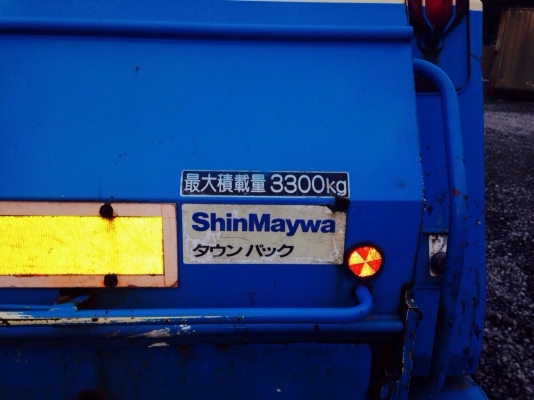 最大積載量 3300kg
ShinMaywa
タウンパック